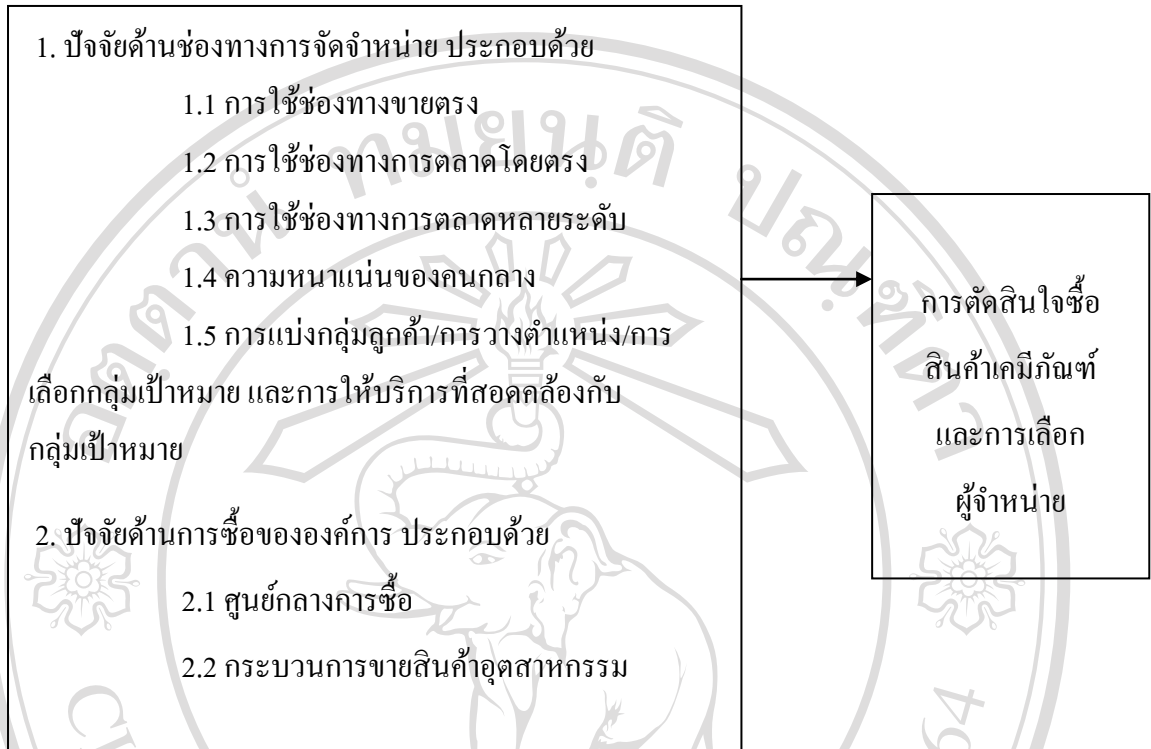 1. ปัจจัยด้านช่องทางการจัดจำหน่าย ประกอบด้วย
1.1 การใช้ช่องทางขายตรง
1.2 การใช้ช่องทางการตลาดโดยตรง
1.3 การใช้ช่องทางการตลาดหลายระดับ
1.4 ความหนาแน่นของคนกลาง
1.5 การแบ่งกลุ่มลูกค้า/การวางตำแหน่ง/การ
เลือกกลุ่มเป้าหมาย และการให้บริการที่สอดคล้องกับ
กลุ่มเป้าหมาย
2. ปัจจัยด้านการซื้อขององค์การ ประกอบด้วย
2.1 ศูนย์กลางการซื้อ
2.2 กระบวนการขายสินค้าอุตสาหกรรม
การตัดสินใจซื้อ
สินค้าเคมีภัณฑ์
และการเลือก
ผู้จำหน่าย
64